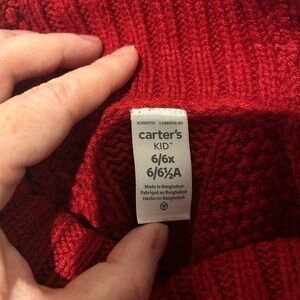 carter's
KID™
6/6x
6/6½A
Made in Bangladesh
Fabriqué au Bangladesh
Hecho en Bangladesh